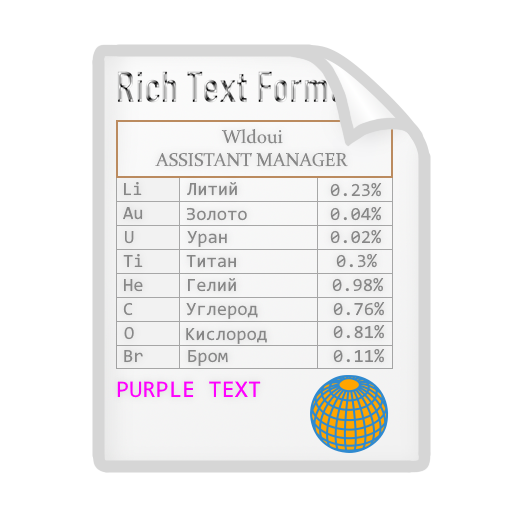 Rich Text
Wldoui
ASSISTANT MANAGER
Li Литий 0.23%
Au Золото 0.04%
U Уран 0.02%
Ti Титан 0.3%
He Гелий 0.98%
C Углерод 0.76%
O Кислород 0.81%
Br Бром 0.11%
PURPLE TEXT